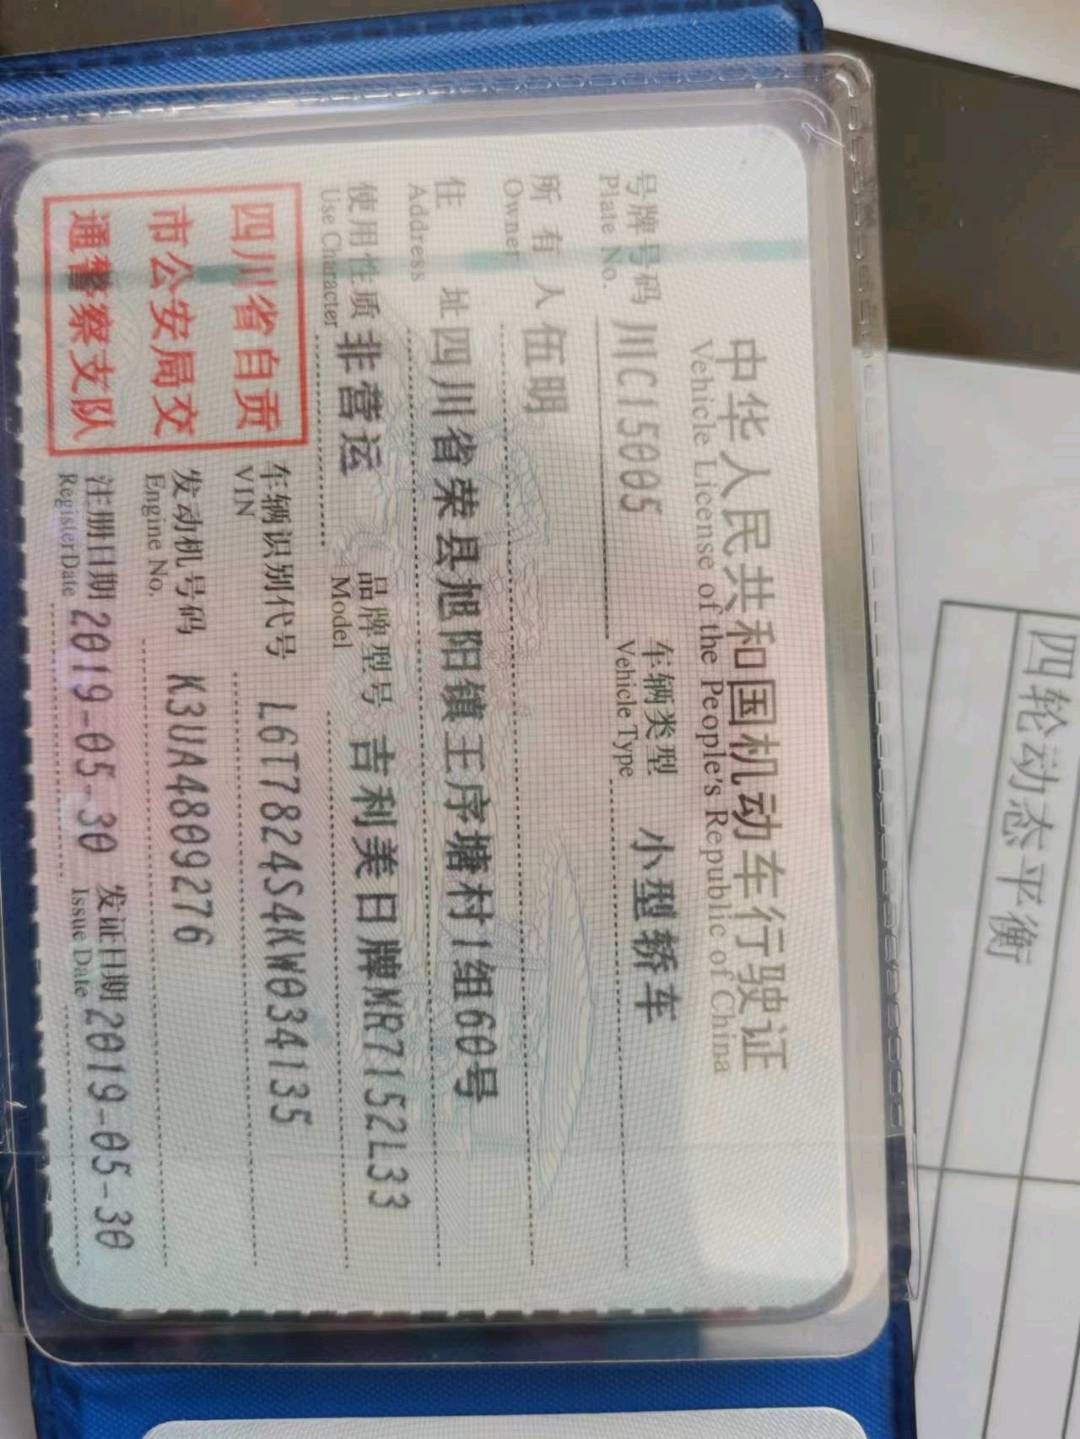 中华人民共和国机动车行驶证
Vehicle License of the People's Republic of China
号牌号码 川C15005 车辆类型 小型轿车
Plate No. Vehicle Type
所有人 伍明
Owner
住址 四川省荣县旭阳镇王序塘村1组60号
Address
使用性质 非营运 品牌型号 吉利美日牌MR7152L33
Use Character Model
四川省自贡
市公安局交
通警察支队
车辆识别代号 L6T7824S4KW034135
VIN
发动机号码 K3UA4809276
Engine No.
注册日期 2019-05-30 发证日期 2019-05-30
Register Date Issue Date
四轮动态平衡